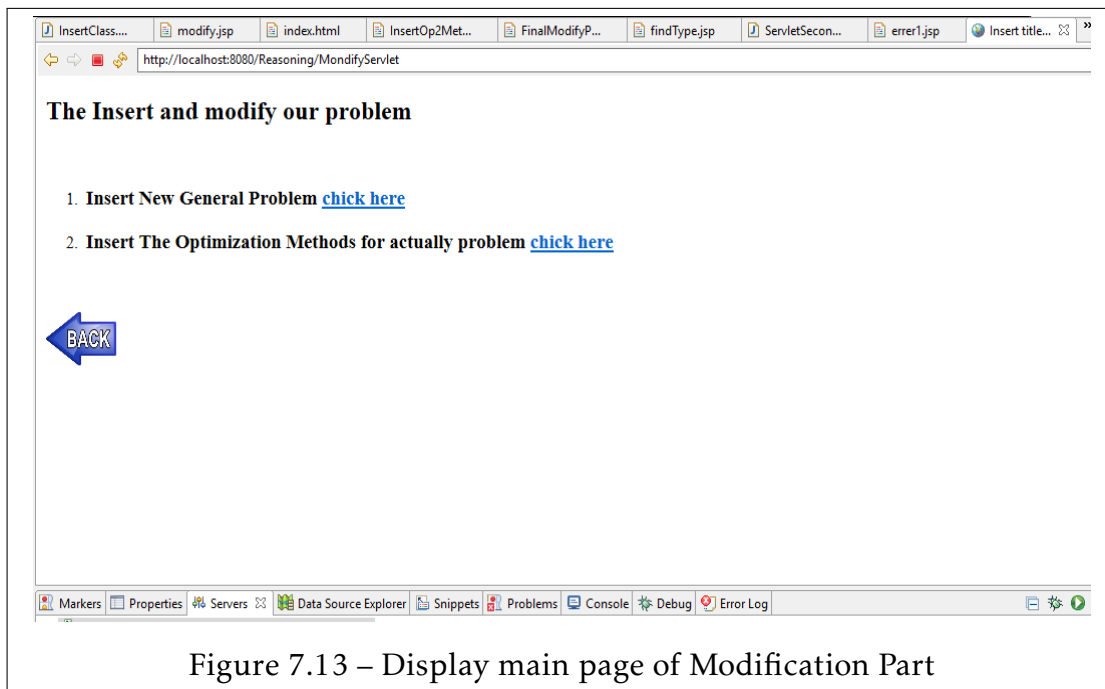 InsertClass.... modify.jsp index.html InsertOp2Met... FinalModifyP... findType.jsp ServletSecon... errer1.jsp Insert title... »
http://localhost:8080/Reasoning/MondifyServlet
The Insert and modify our problem
1. Insert New General Problem chick here
2. Insert The Optimization Methods for actually problem chick here
BACK
Markers Properties Servers Data Source Explorer Snippets Problems Console Debug Error Log
Figure 7.13 – Display main page of Modification Part